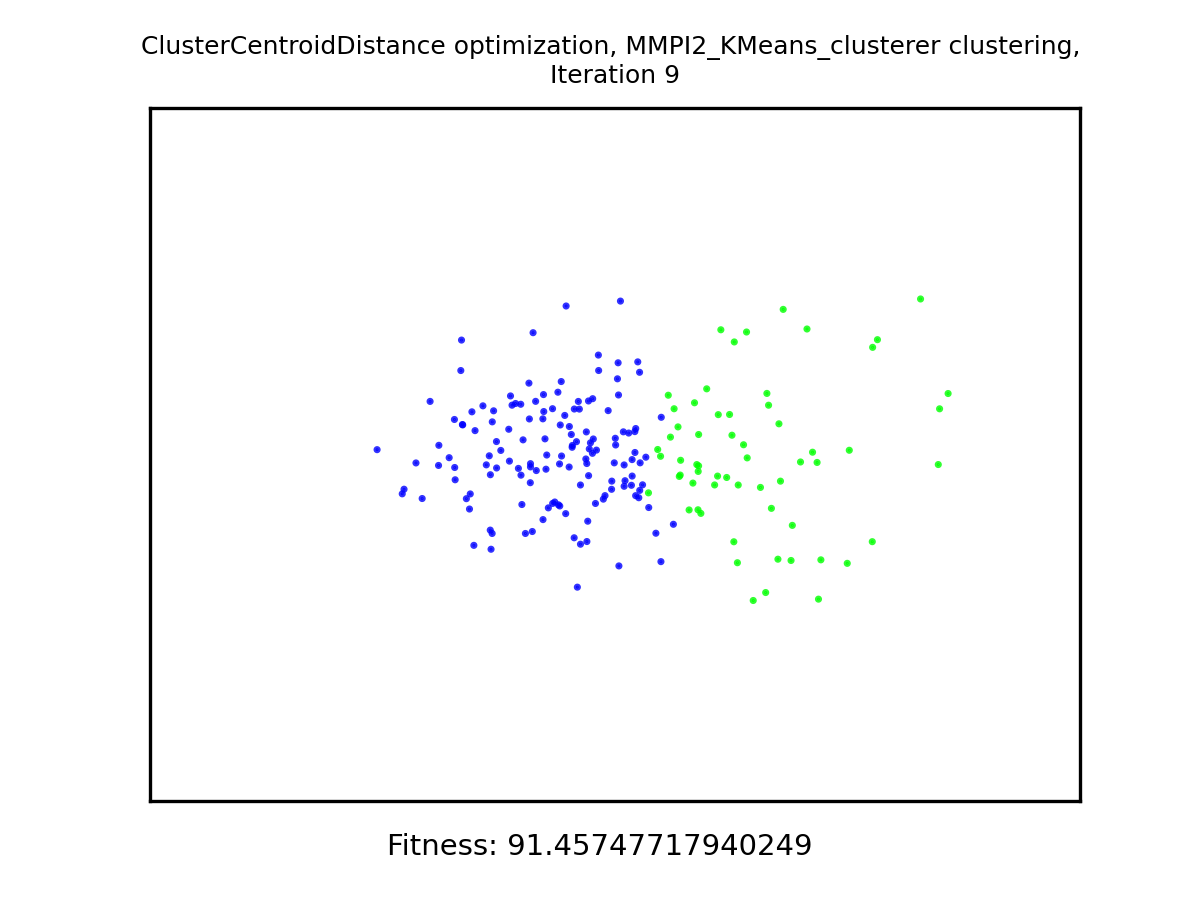 ClusterCentroidDistance optimization, MMPI2_KMeans_clusterer clustering,
Iteration 9
Fitness: 91.45747717940249